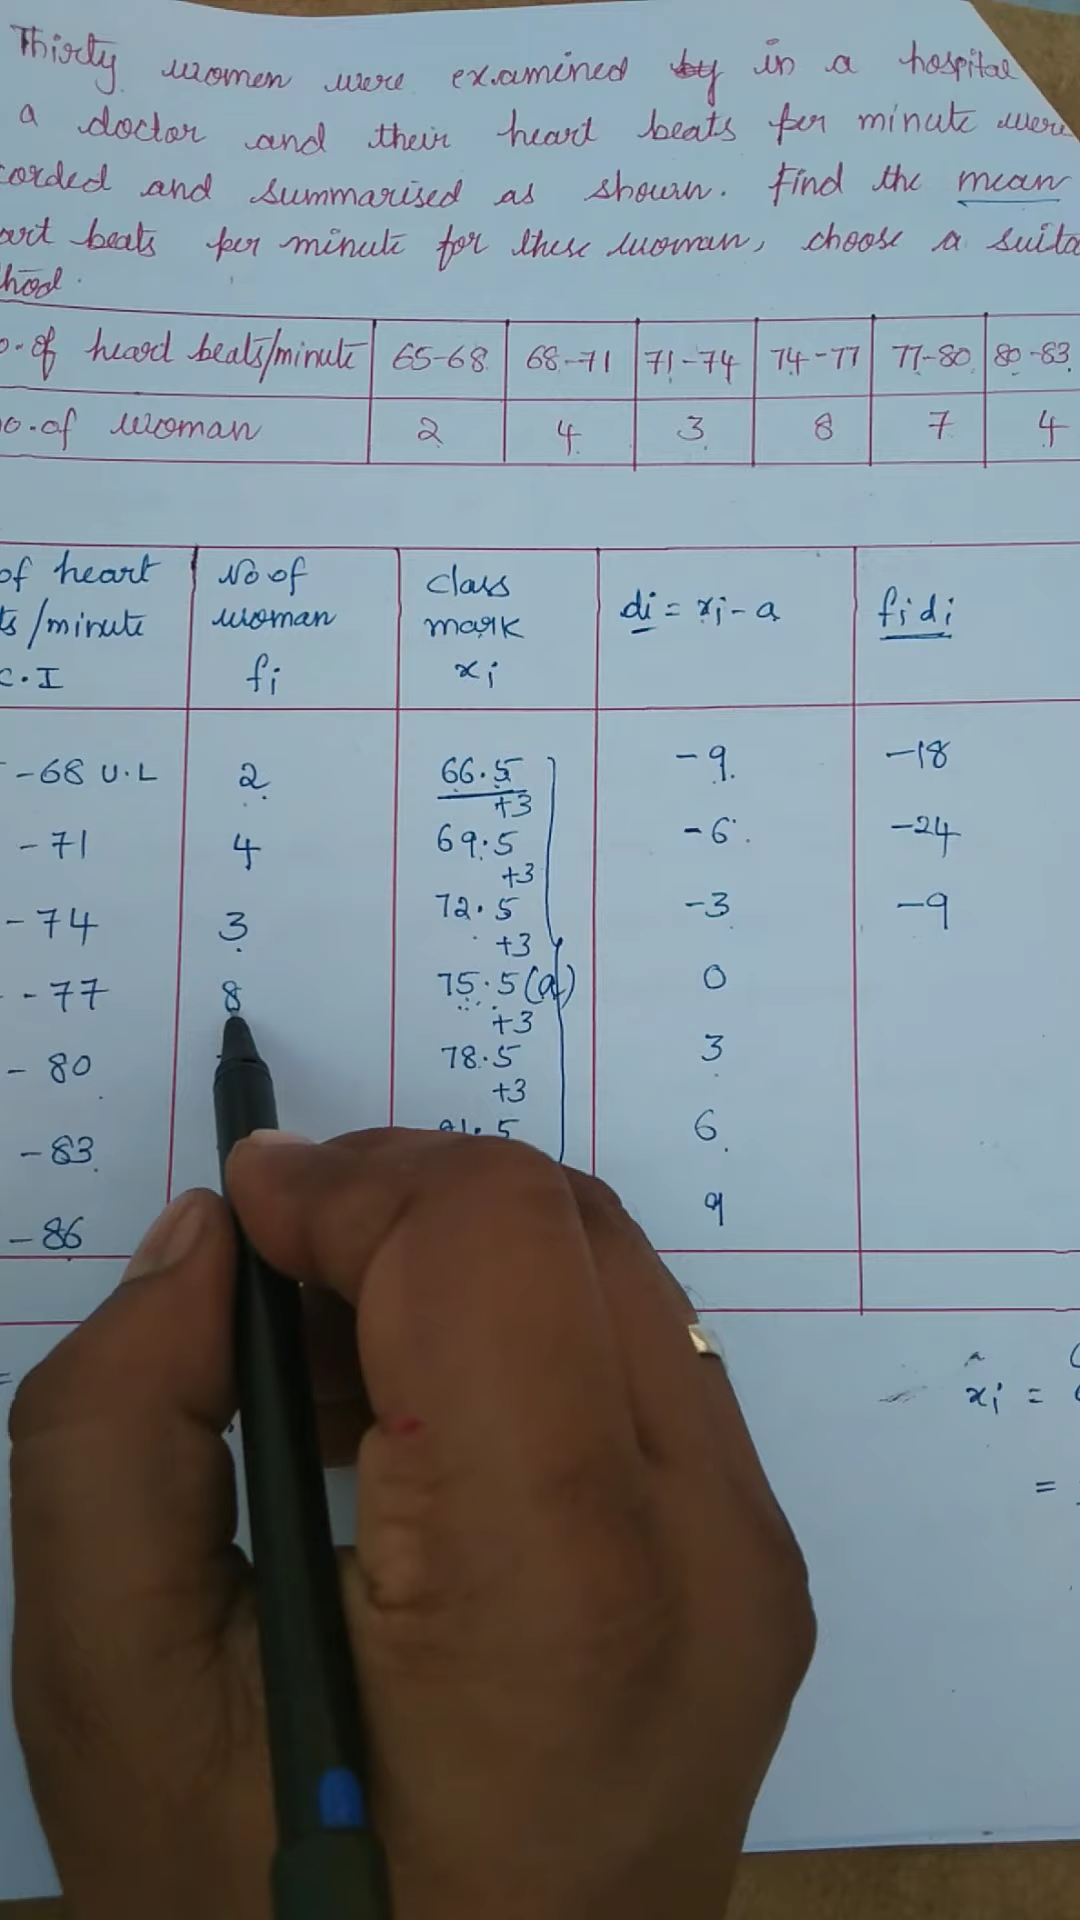 Thirty women were examined by in a hospital
a doctor and their heart beats per minute were
corded and summarised as shown. Find the mean
art beats per minute for these woman, choose a suita
hod.
o. of heard beats/minute 65-68 68-71 71-74 74-77 77-80 80-83
o. of woman 2 4 3 8 7 4
of heart No of class di = xi - a fidi
ts/minute woman mark
C.I fi xi
-68 U.L 2 66.5 -9 -18
+3
-71 4 69.5 -6 -24
+3
-74 3 72.5 -3 -9
+3
-77 8 75.5(a) 0
+3
-80 78.5 3
+3
-83 6
-86 9
xi =
=